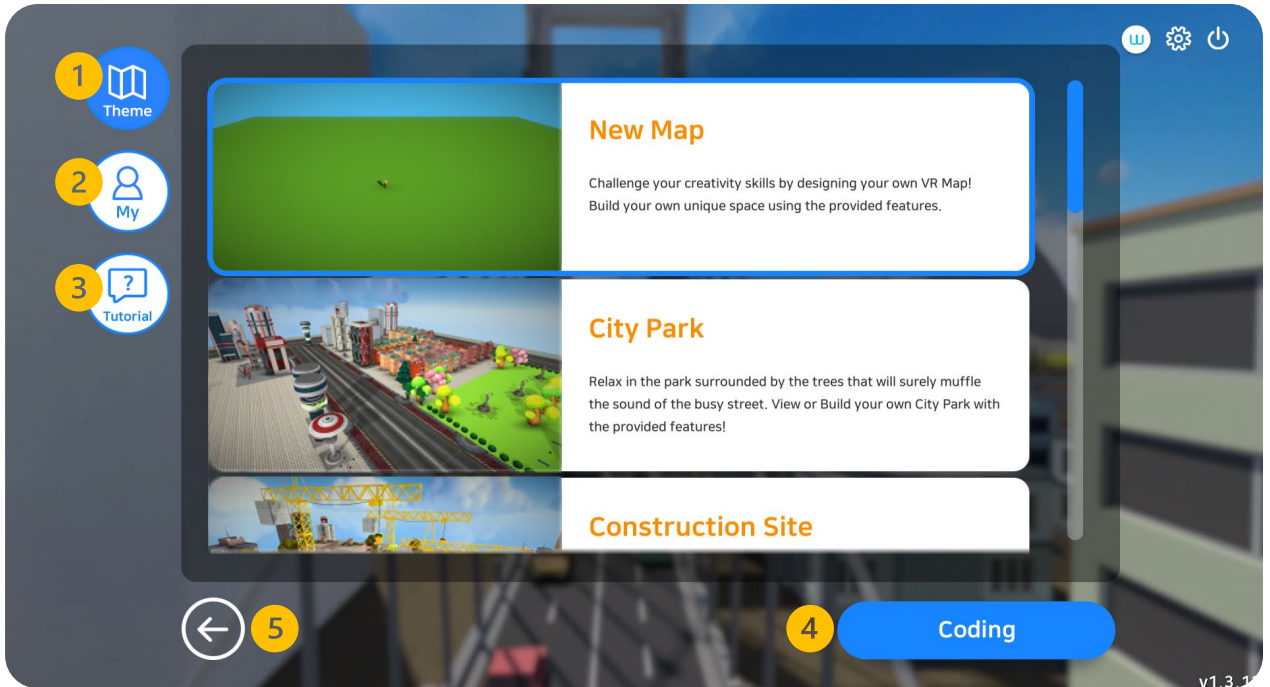 1
Theme
2
My
3
Tutorial
New Map
Challenge your creativity skills by designing your own VR Map!
Build your own unique space using the provided features.
City Park
Relax in the park surrounded by the trees that will surely muffle
the sound of the busy street. View or Build your own City Park with
the provided features!
Construction Site
5
4
Coding
w